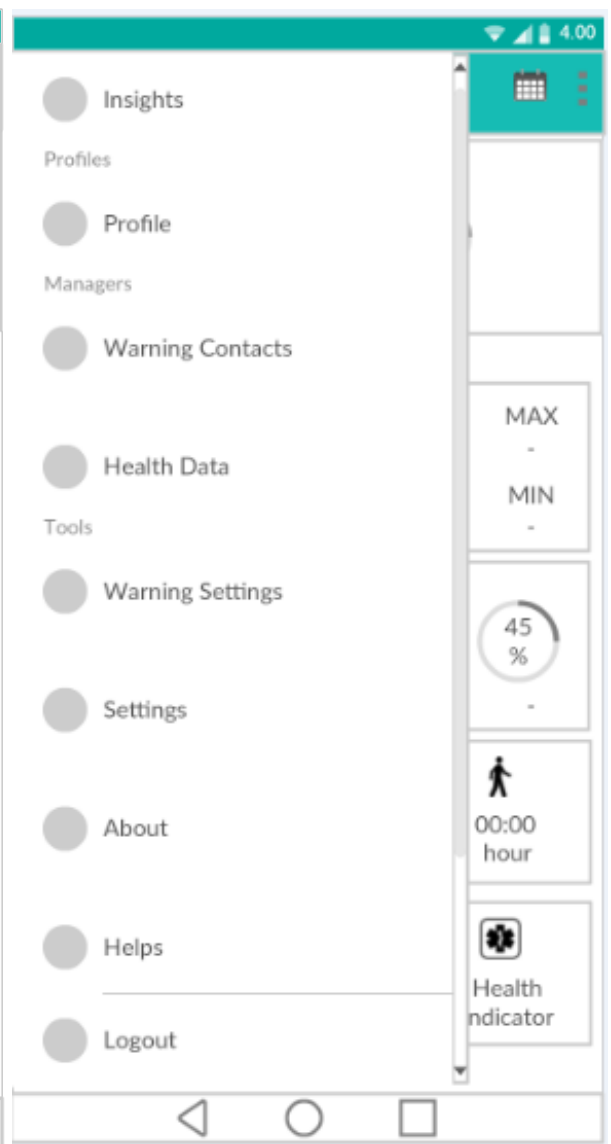 4.00
Insights
Profiles
Profile
Managers
Warning Contacts
Health Data
Tools
Warning Settings
Settings
About
Helps
Logout
MAX
-
MIN
-
45
%
-
00:00
hour
Health
ndicator